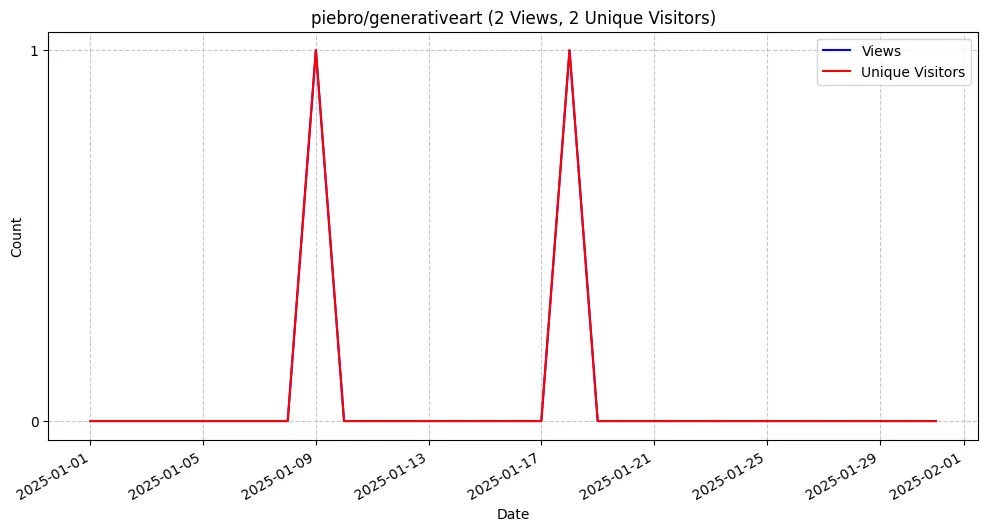 piebro/generativeart (2 Views, 2 Unique Visitors)
Views
Unique Visitors
1
0
Count
2025-01-01
2025-01-05
2025-01-09
2025-01-13
2025-01-17
2025-01-21
2025-01-25
2025-01-29
2025-02-01
Date